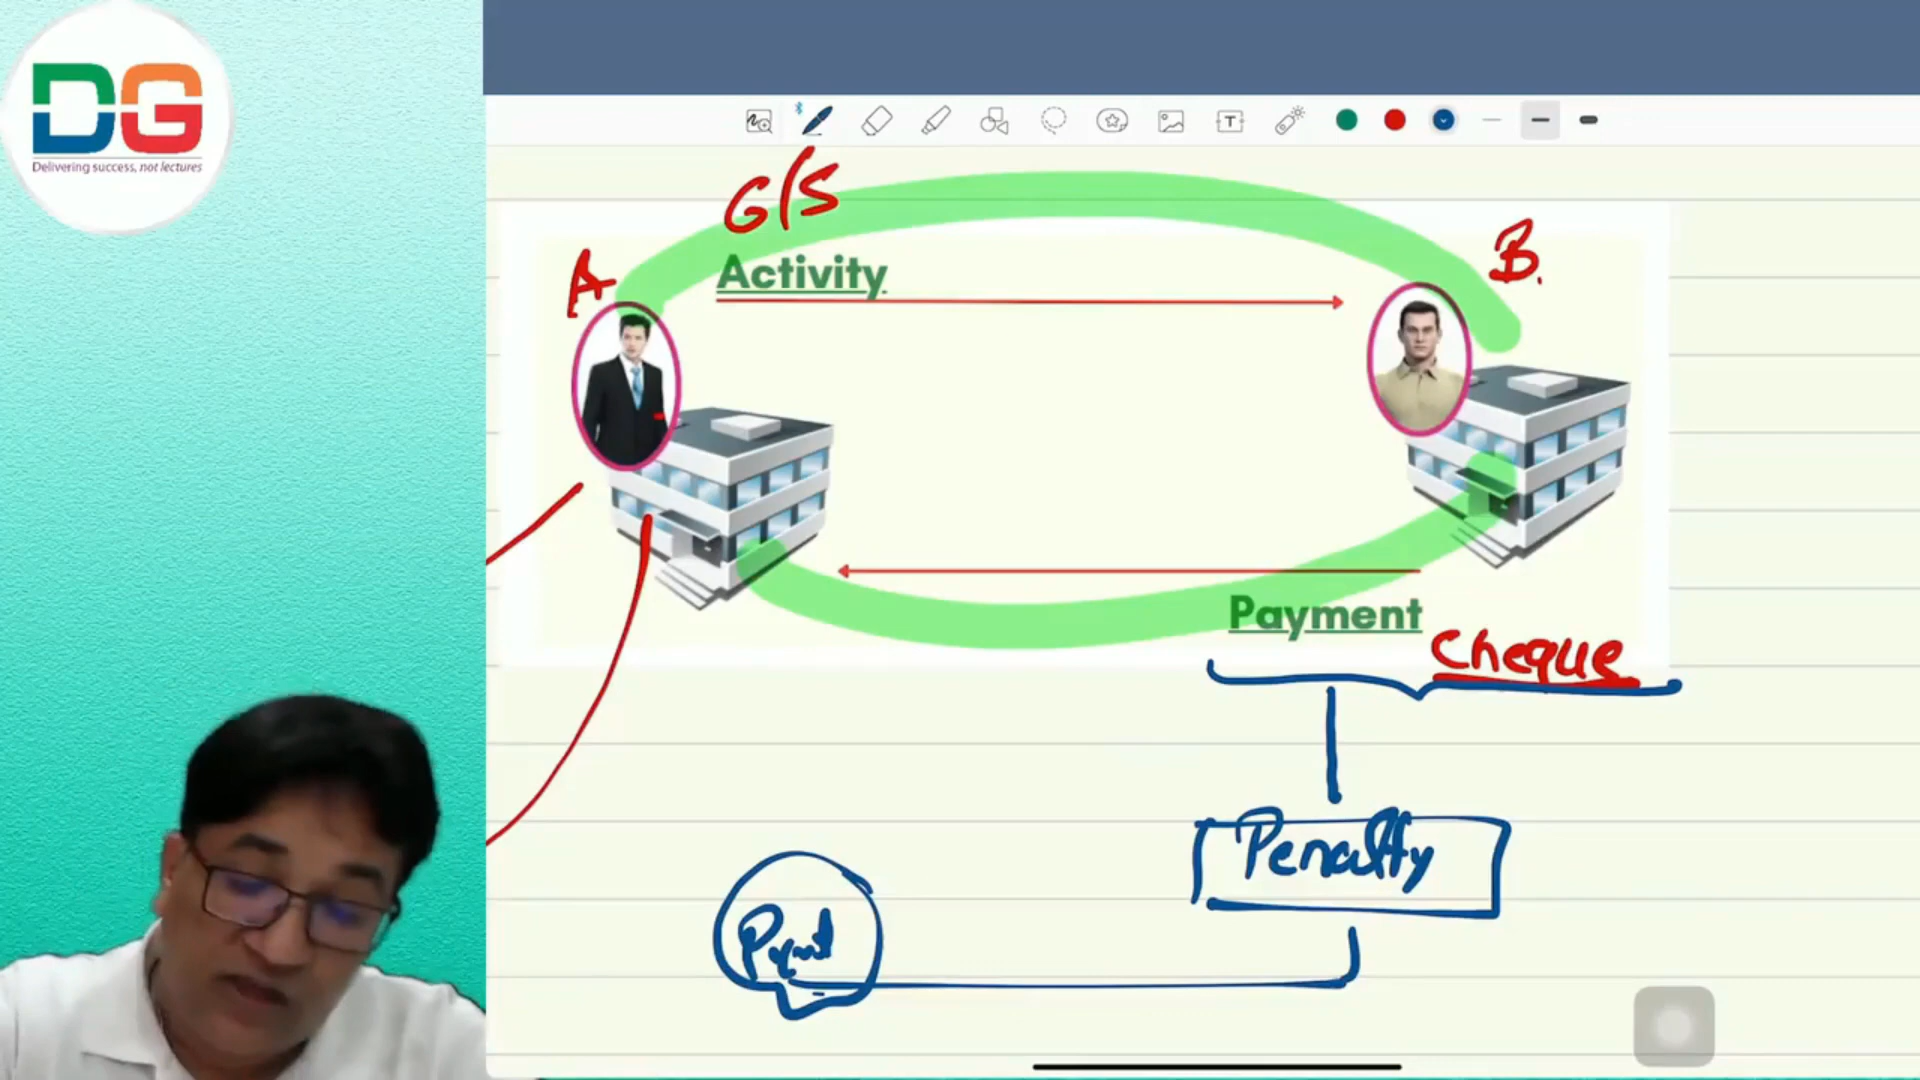 DG
Delivering success, not lectures
G/S
A
B.
Activity
Payment
Cheque
Penalty
Pymt